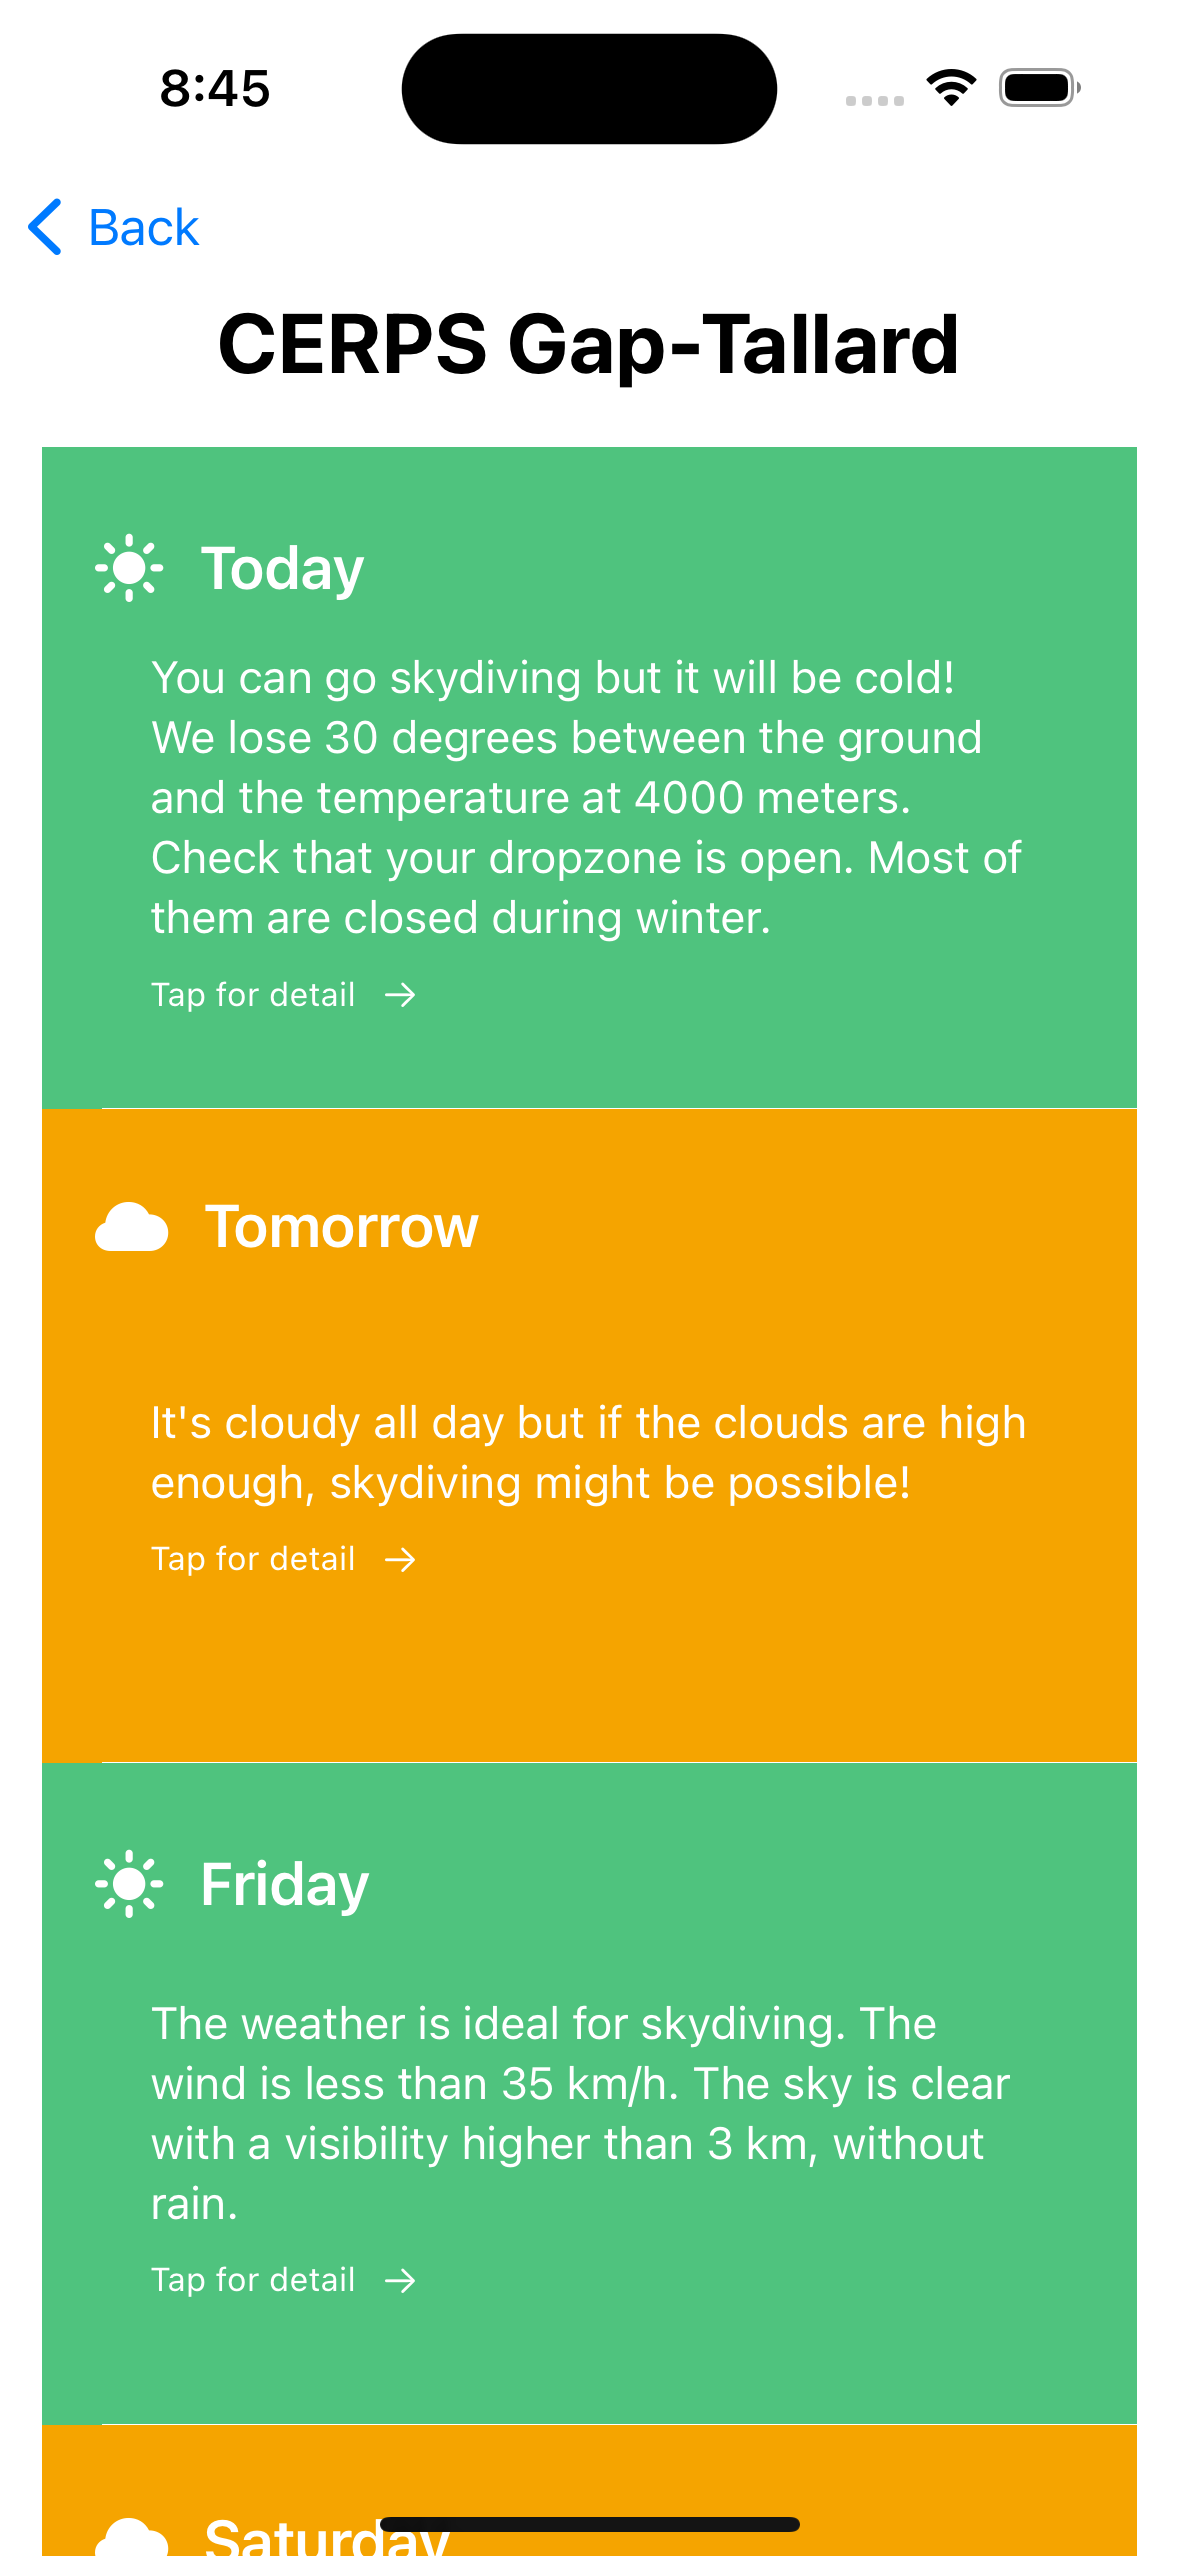 8:45
Back
CERPS Gap-Tallard
Today
You can go skydiving but it will be cold!
We lose 30 degrees between the ground
and the temperature at 4000 meters.
Check that your dropzone is open. Most of
them are closed during winter.
Tap for detail
Tomorrow
It's cloudy all day but if the clouds are high
enough, skydiving might be possible!
Tap for detail
Friday
The weather is ideal for skydiving. The
wind is less than 35 km/h. The sky is clear
with a visibility higher than 3 km, without
rain.
Tap for detail
Saturday